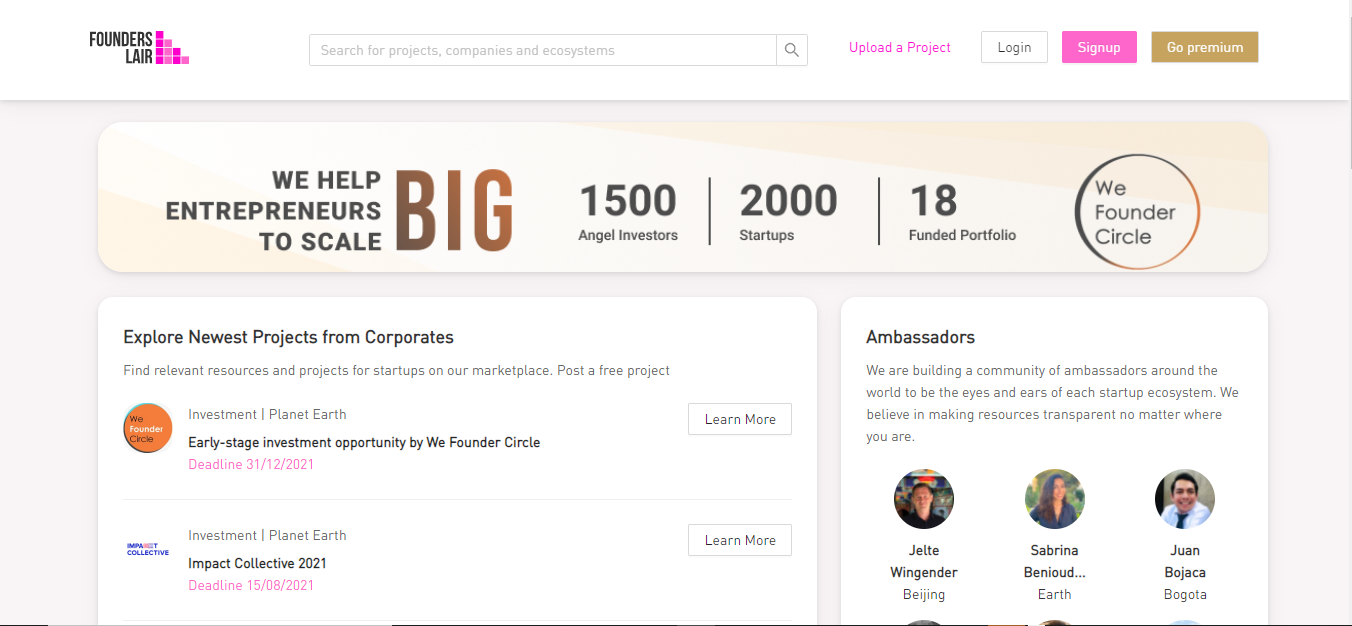 FOUNDERS
LAIR
Search for projects, companies and ecosystems
Upload a Project
Login
Signup
Go premium
WE HELP
ENTREPRENEURS
TO SCALE
BIG
1500
Angel Investors
2000
Startups
18
Funded Portfolio
We
Founder
Circle
Explore Newest Projects from Corporates
Find relevant resources and projects for startups on our marketplace. Post a free project
We
Founder
Circle
Investment | Planet Earth
Early-stage investment opportunity by We Founder Circle
Deadline 31/12/2021
Learn More
IMPACT
COLLECTIVE
Investment | Planet Earth
Impact Collective 2021
Deadline 15/08/2021
Learn More
Ambassadors
We are building a community of ambassadors around the
world to be the eyes and ears of each startup ecosystem. We
believe in making resources transparent no matter where
you are.
Jelte
Wingender
Beijing
Sabrina
Benioud...
Earth
Juan
Bojaca
Bogota